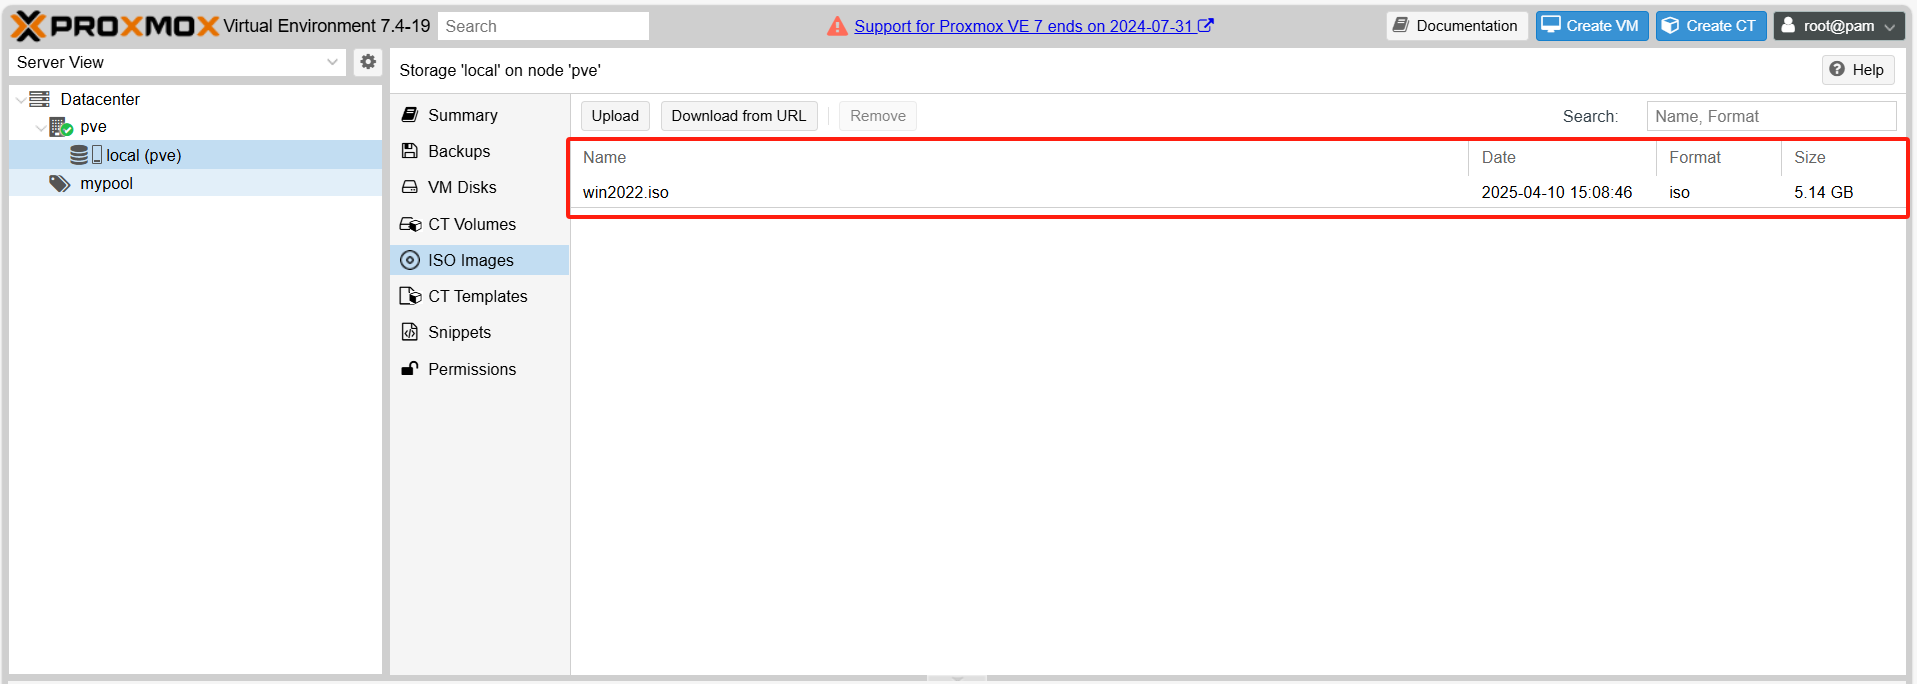 PROXMOX Virtual Environment 7.4-19 Search Support for Proxmox VE 7 ends on 2024-07-31 Documentation Create VM Create CT root@pam
Server View
Datacenter
pve
local (pve)
mypool
Storage 'local' on node 'pve' Help
Summary
Backups
VM Disks
CT Volumes
ISO Images
CT Templates
Snippets
Permissions
Upload Download from URL Remove Search: Name, Format
Name Date Format Size
win2022.iso 2025-04-10 15:08:46 iso 5.14 GB